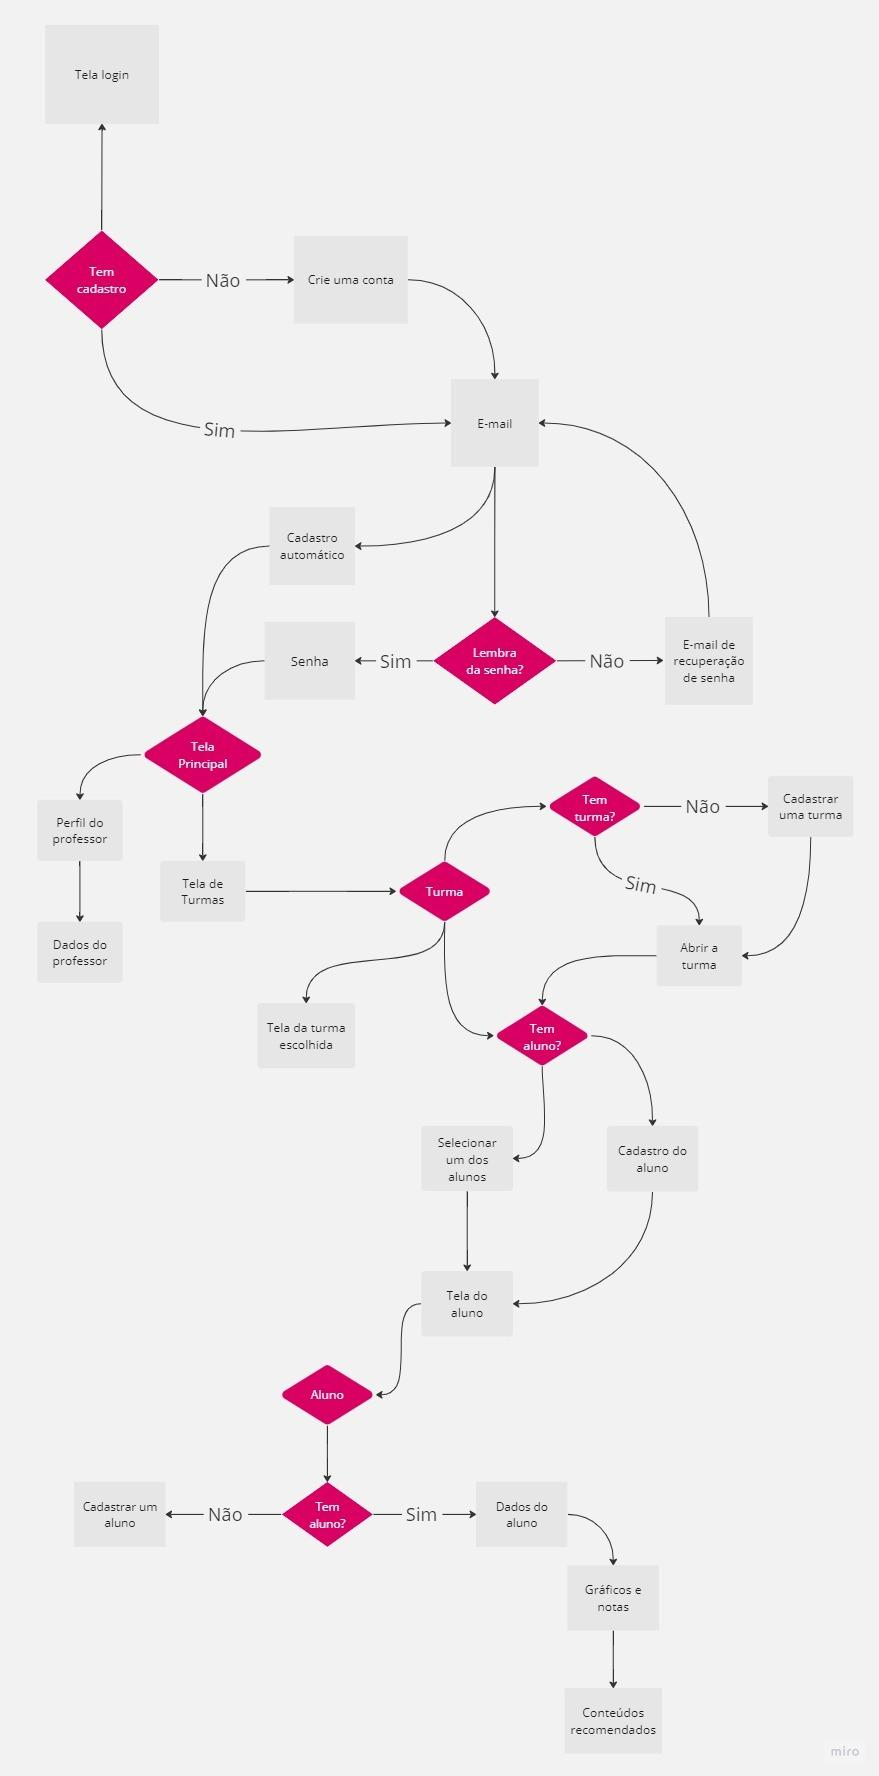 Tela login
Tem
cadastro
Não
Crie uma conta
Sim
E-mail
Cadastro
automático
Senha
Sim
Lembra
da senha?
Não
E-mail de
recuperação
de senha
Tela
Principal
Perfil do
professor
Dados do
professor
Tela de
Turmas
Turma
Tem
turma?
Não
Cadastrar
uma turma
Sim
Abrir a
turma
Tela da turma
escolhida
Tem
aluno?
Selecionar
um dos
alunos
Cadastro do
aluno
Tela do
aluno
Aluno
Cadastrar um
aluno
Não
Tem
aluno?
Sim
Dados do
aluno
Gráficos e
notas
Conteúdos
recomendados
miro